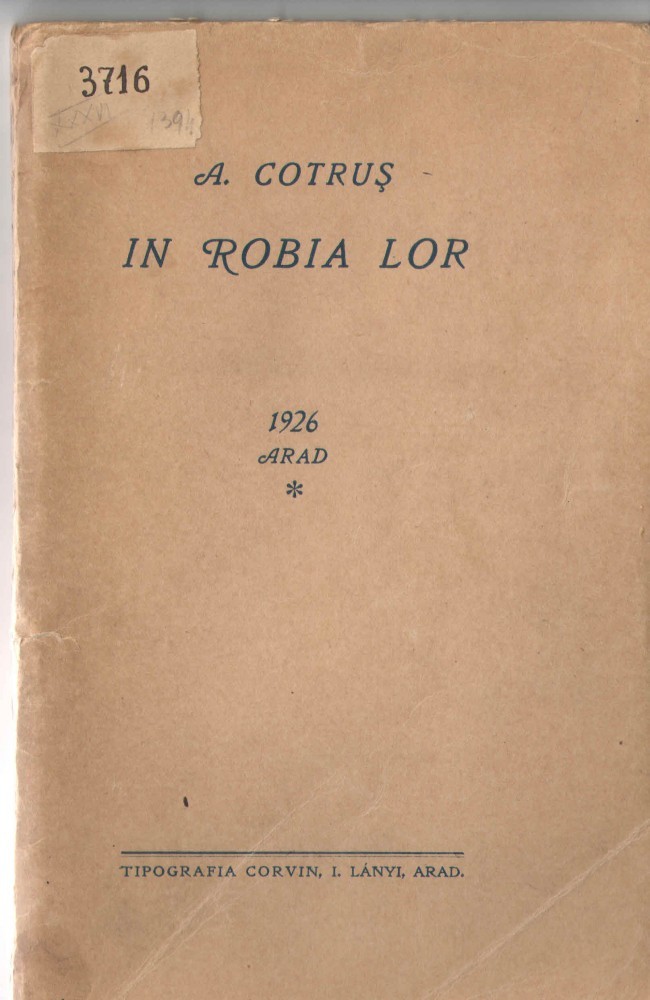 3716
A. COTRUŞ
IN ROBIA LOR
1926
ARAD
*
TIPOGRAFIA CORVIN, I. LÁNYI, ARAD.